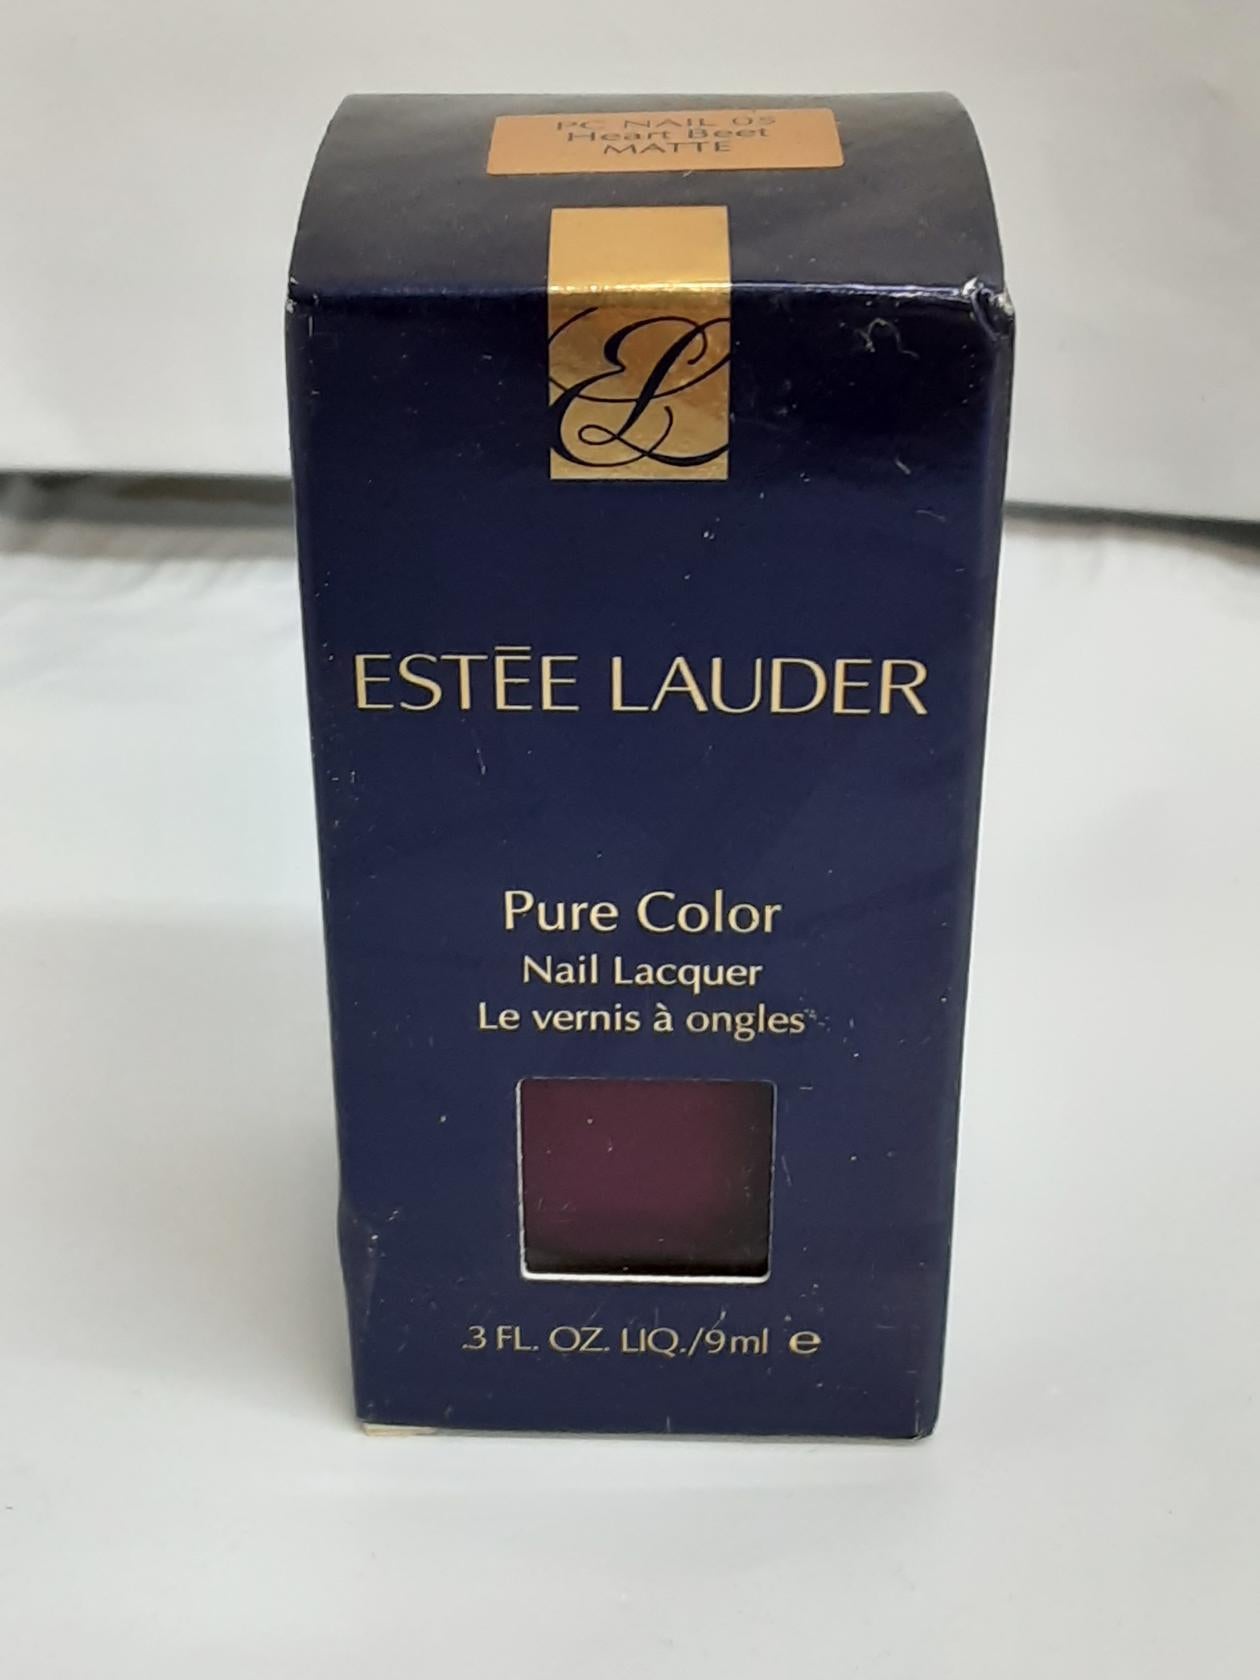 PC NAIL 05
Heart Beet
MATTE
EL
ESTĒE LAUDER
Pure Color
Nail Lacquer
Le vernis à ongles™
.3 FL. OZ. LIQ./9ml ℮